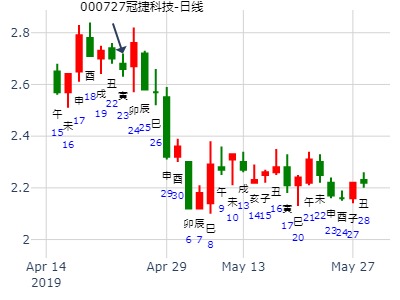 000727冠捷科技-日线
2.8
2.6
2.4
2.2
2
午 未 申 酉 戌 丑 寅 卯 辰 巳 申 酉 卯 辰 巳 午 未 戌 亥 子 丑 寅 巳 午 未 申 酉 子 丑
15 16 17 18 19 22 23 24 25 26 29 30 6 7 8 9 10 13 14 15 16 17 20 21 22 23 24 27 28
Apr 14 Apr 29 May 13 May 27
2019